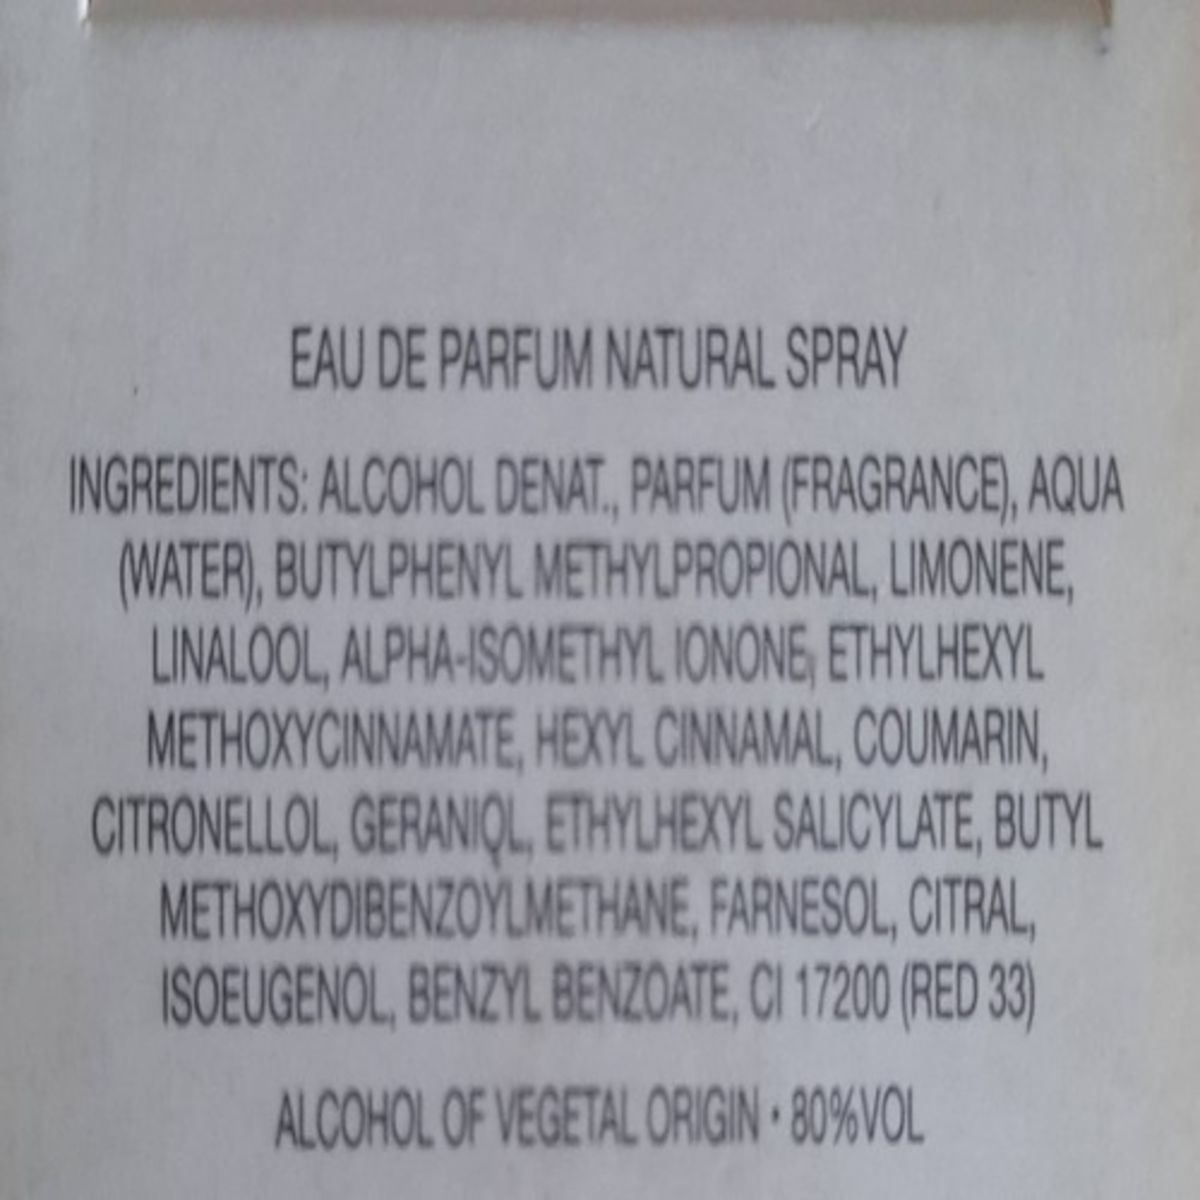 EAU DE PARFUM NATURAL SPRAY
INGREDIENTS: ALCOHOL DENAT., PARFUM (FRAGRANCE), AQUA
(WATER), BUTYLPHENYL METHYLPROPIONAL, LIMONENE,
LINALOOL, ALPHA-ISOMETHYL IONONE, ETHYLHEXYL
METHOXYCINNAMATE, HEXYL CINNAMAL, COUMARIN,
CITRONELLOL, GERANIOL, ETHYLHEXYL SALICYLATE, BUTYL
METHOXYDIBENZOYLMETHANE, FARNESOL, CITRAL,
ISOEUGENOL, BENZYL BENZOATE, CI 17200 (RED 33)
ALCOHOL OF VEGETAL ORIGIN • 80%VOL